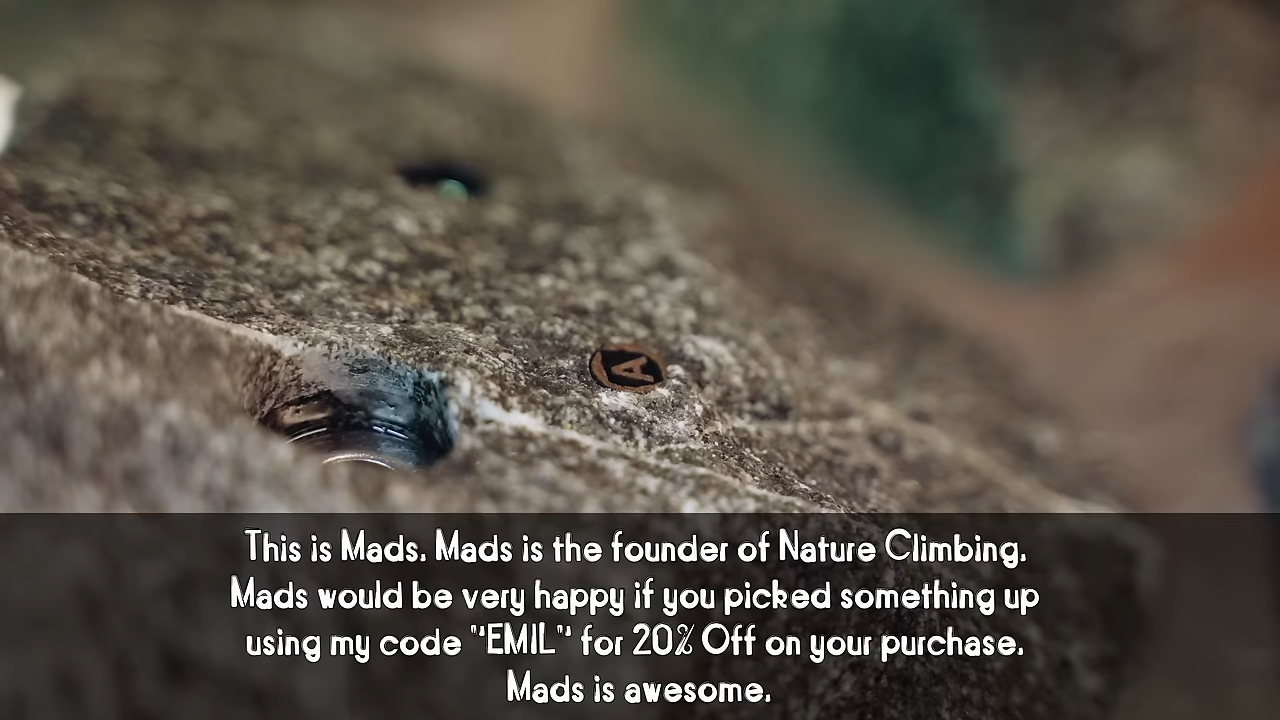 A
This is Mads. Mads is the founder of Nature Climbing.
Mads would be very happy if you picked something up
using my code "'EMIL"' for 20% Off on your purchase.
Mads is awesome.